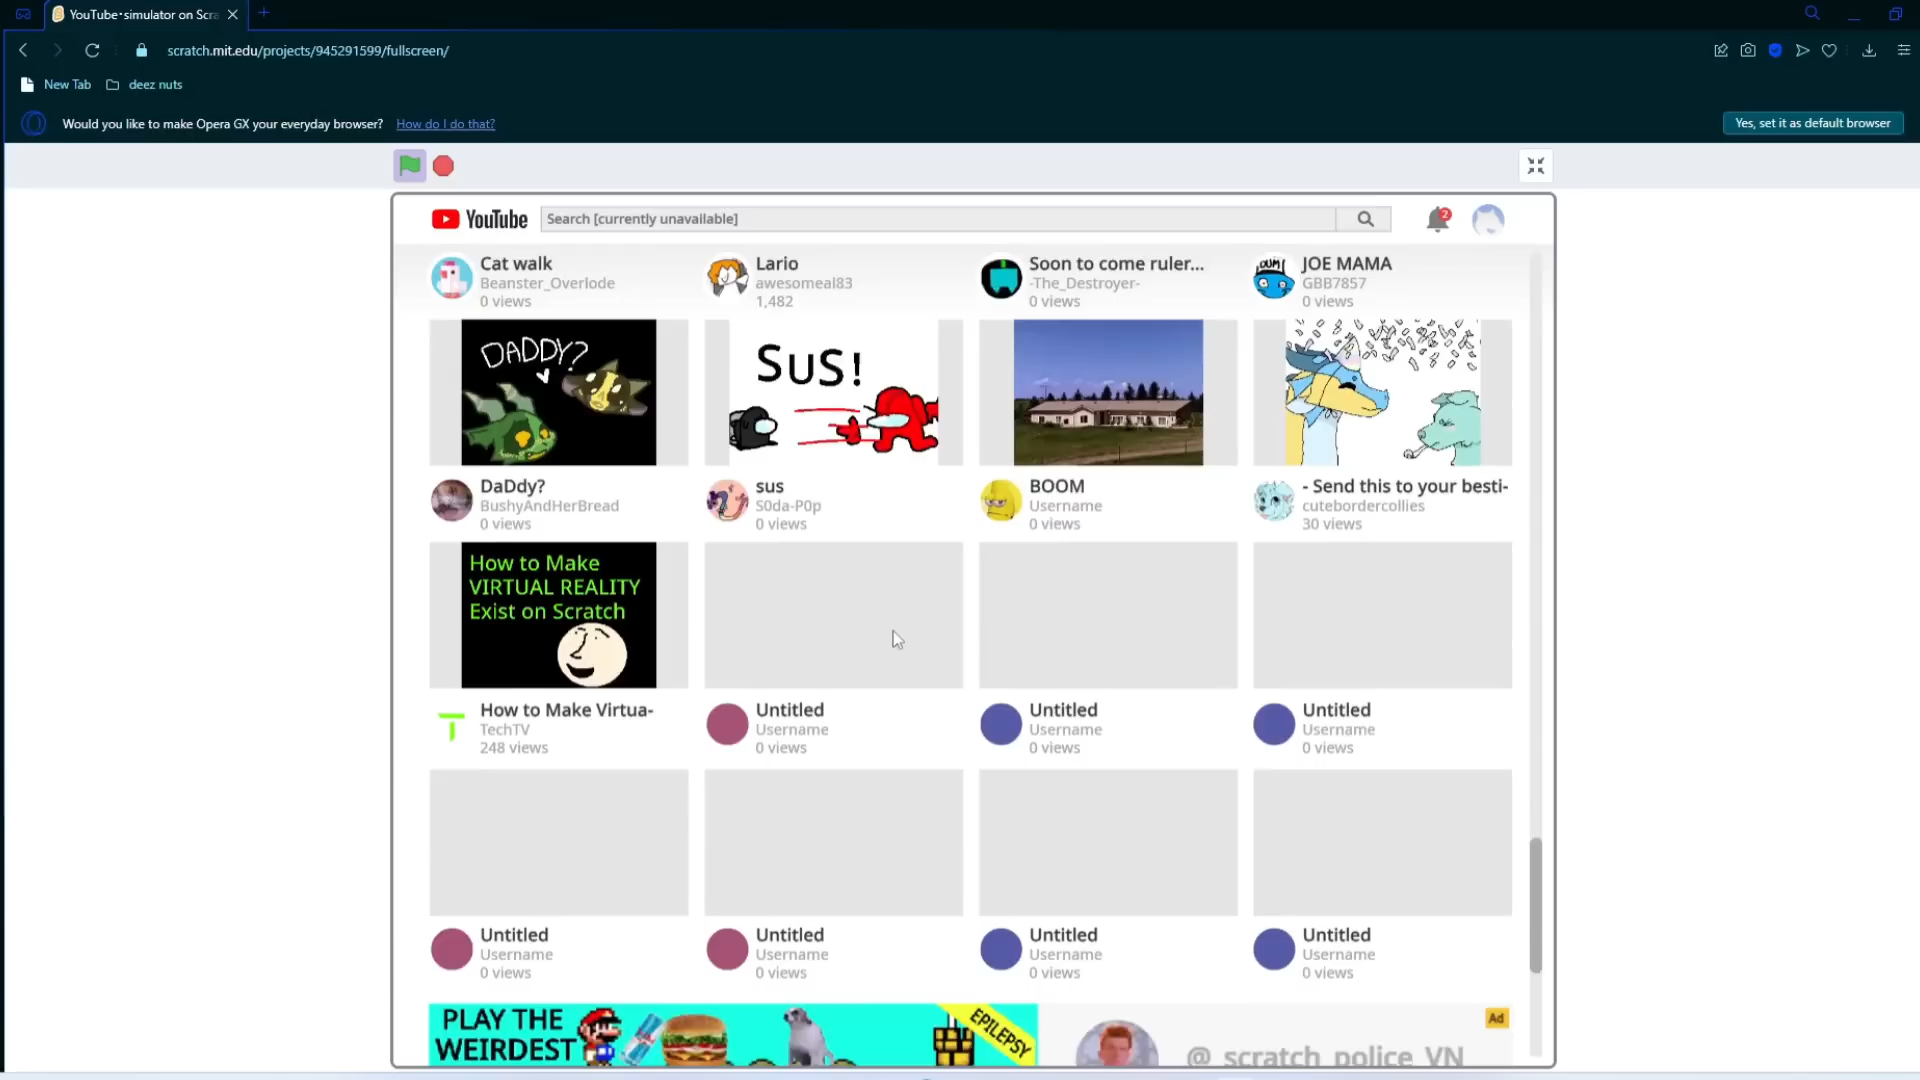 YouTube・simulator on Scra
scratch.mit.edu/projects/945291599/fullscreen/
New Tab
deez nuts
Would you like to make Opera GX your everyday browser? How do I do that?
Yes, set it as default browser
YouTube
Search [currently unavailable]
2
Cat walk
Beanster_Overlode
0 views
Lario
awesomeal83
1,482
Soon to come ruler...
-The_Destroyer-
0 views
JOE MAMA
GBB7857
0 views
DADDY?
SUS!
DaDdy?
BushyAndHerBread
0 views
sus
S0da-P0p
0 views
BOOM
Username
0 views
- Send this to your besti-
cutebordercollies
30 views
How to Make
VIRTUAL REALITY
Exist on Scratch
How to Make Virtua-
TechTV
248 views
Untitled
Username
0 views
Untitled
Username
0 views
Untitled
Username
0 views
Untitled
Username
0 views
Untitled
Username
0 views
Untitled
Username
0 views
Untitled
Username
0 views
PLAY THE
WEIRDEST
EPILEPSY
Ad
@_scratch_police_VN